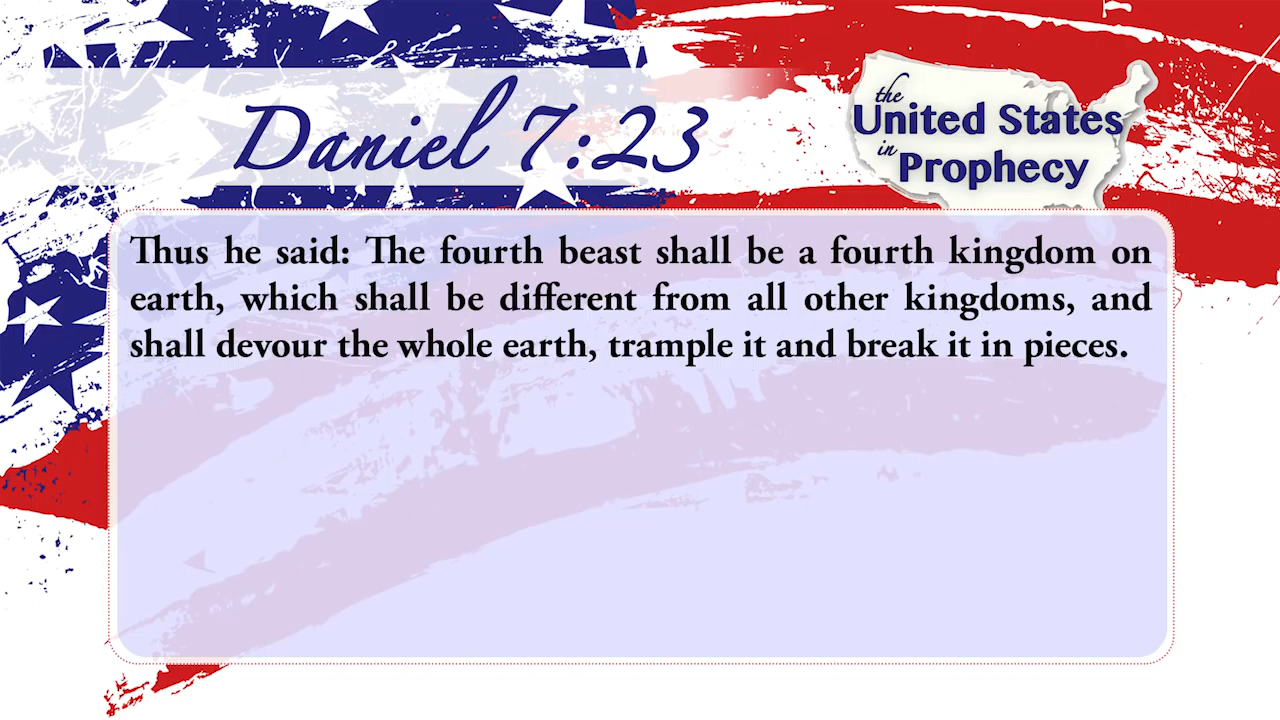 Daniel 7:23
the
United States
in
Prophecy
Thus he said: The fourth beast shall be a fourth kingdom on
earth, which shall be different from all other kingdoms, and
shall devour the whole earth, trample it and break it in pieces.